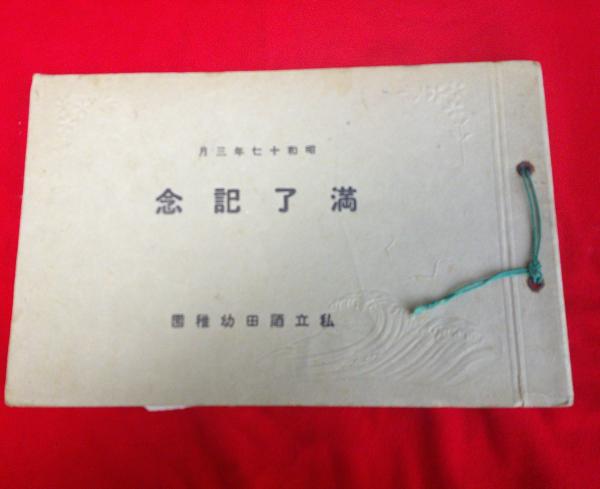 昭和十七年三月
満了記念
私立酒田幼稚園